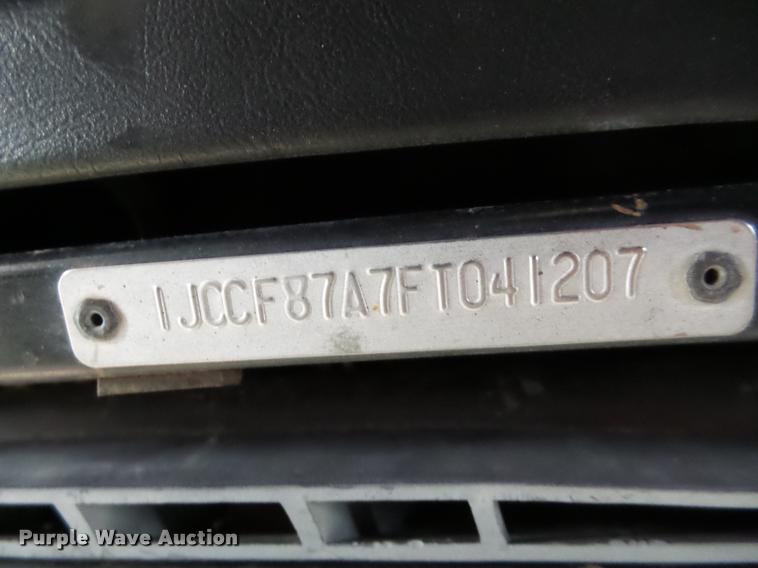 1JCCF87A7FT041207
Purple Wave Auction